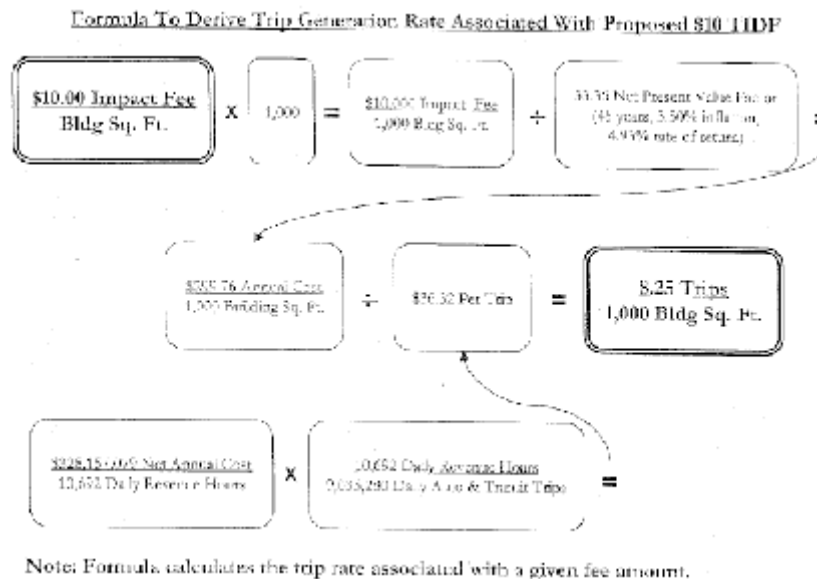 Formula To Derive Trip Generation Rate Associated With Proposed $10 TIDF
$10.00 Impact Fee
Bldg Sq. Ft.
x
1,000
=
$10,000 Impact Fee
1,000 Bldg Sq. Ft.
÷
Net Present Value Factor
(45 years, 3.50% inflation,
4.93% rate of return)
Annual Cost
1,000 Building Sq. Ft.
÷
Per Trip
=
8.25 Trips
1,000 Bldg Sq. Ft.
Net Annual Cost
10,692 Daily Revenue Hours
x
10,692 Daily Revenue Hours
Daily Auto & Transit Trips
=
Note: Formula calculates the trip rate associated with a given fee amount.